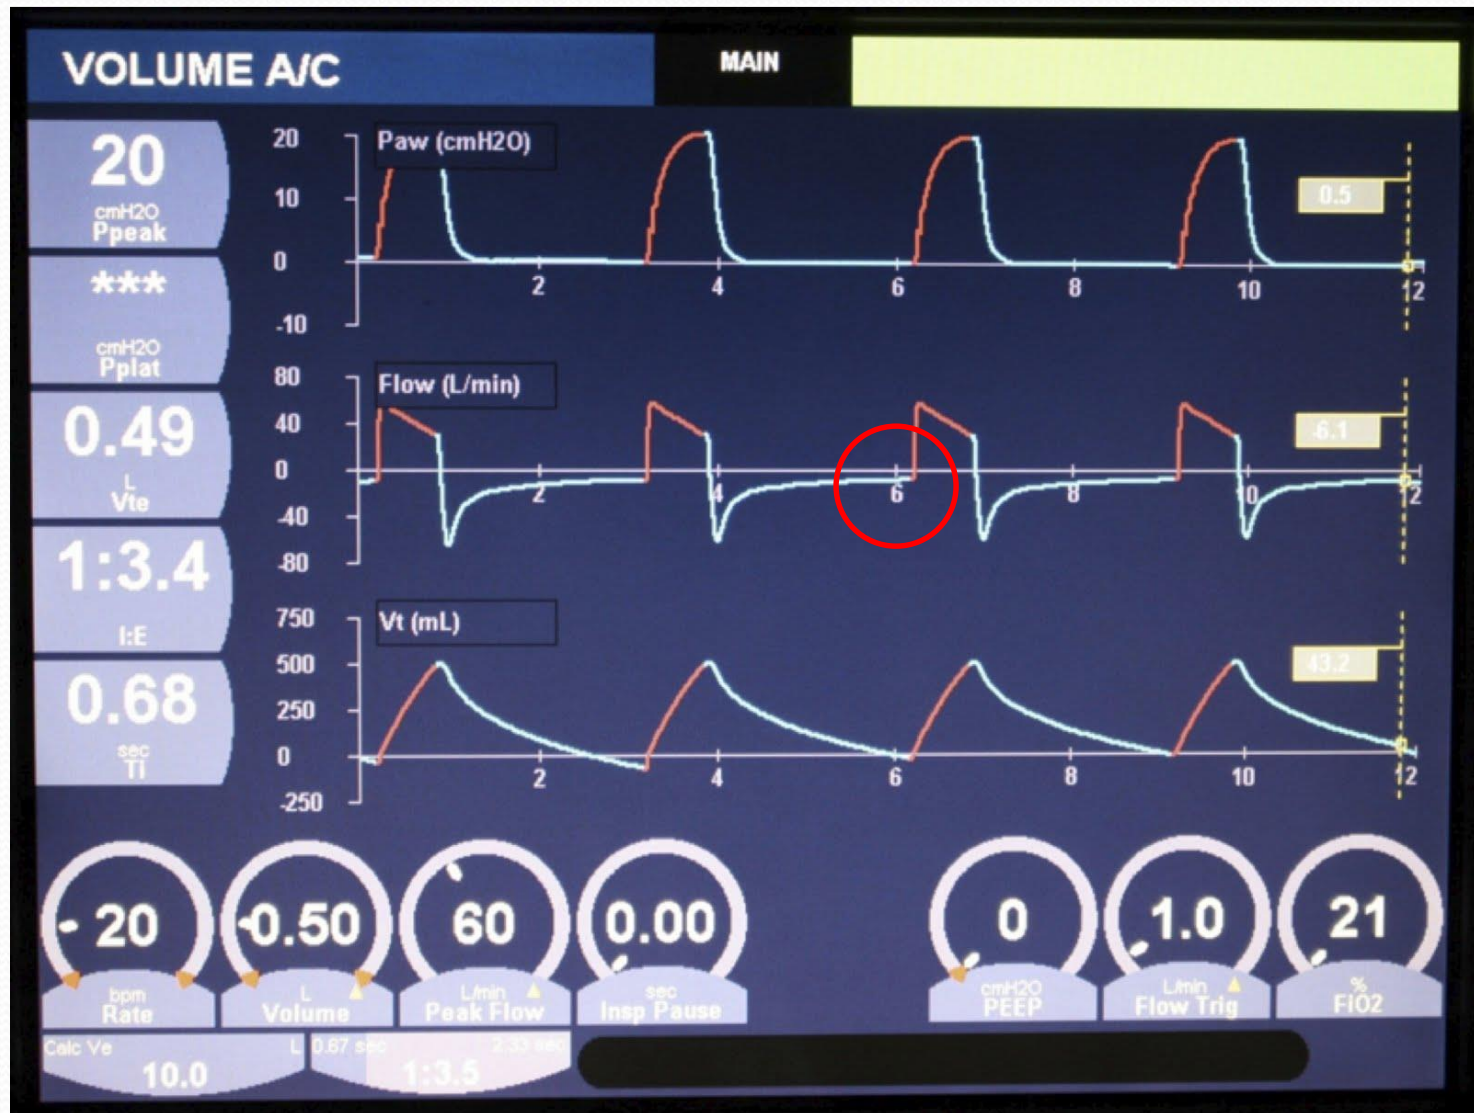 VOLUME A/C
MAIN
20
cmH2O
Ppeak
***
cmH2O
Pplat
0.49
L
Vte
1:3.4
I:E
0.68
sec
Ti
20
10
0
-10
Paw (cmH2O)
0.5
2 4 6 8 10 12
80
40
0
-40
-80
Flow (L/min)
-6.1
2 4 6 8 10 12
750
500
250
0
-250
Vt (mL)
43.2
2 4 6 8 10 12
20
bpm
Rate
0.50
L
Volume
60
L/min
Peak Flow
0.00
sec
Insp Pause
0
cmH2O
PEEP
1.0
L/min
Flow Trig
21
%
FiO2
Calc Ve L
10.0
0.67 sec 2.33 sec
1:3.5